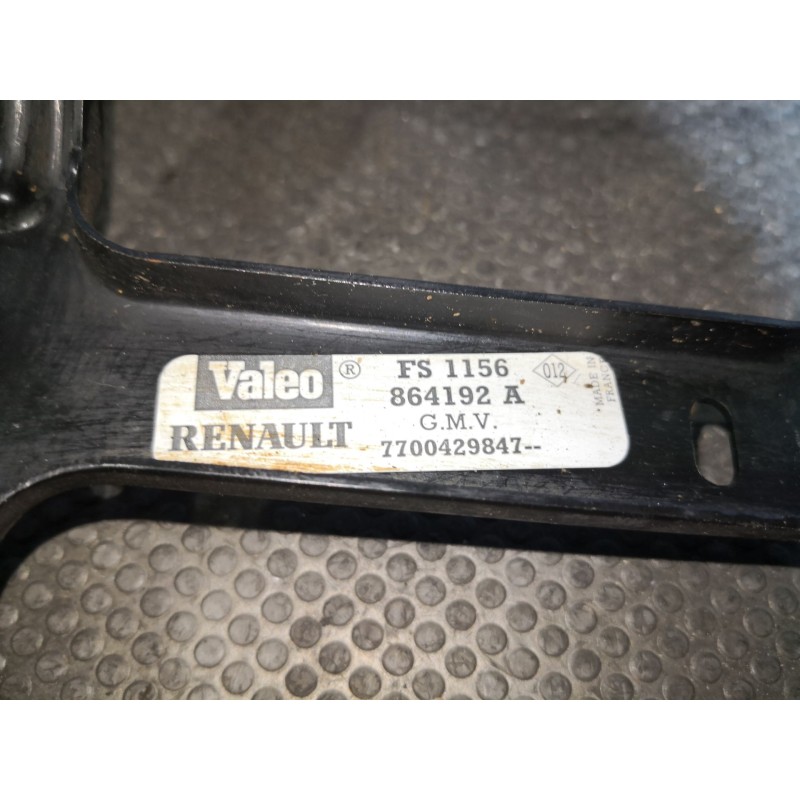 Valeo ® FS 1156 012
864192 A
G.M.V.
RENAULT 7700429847--
MADE IN
FRANCE